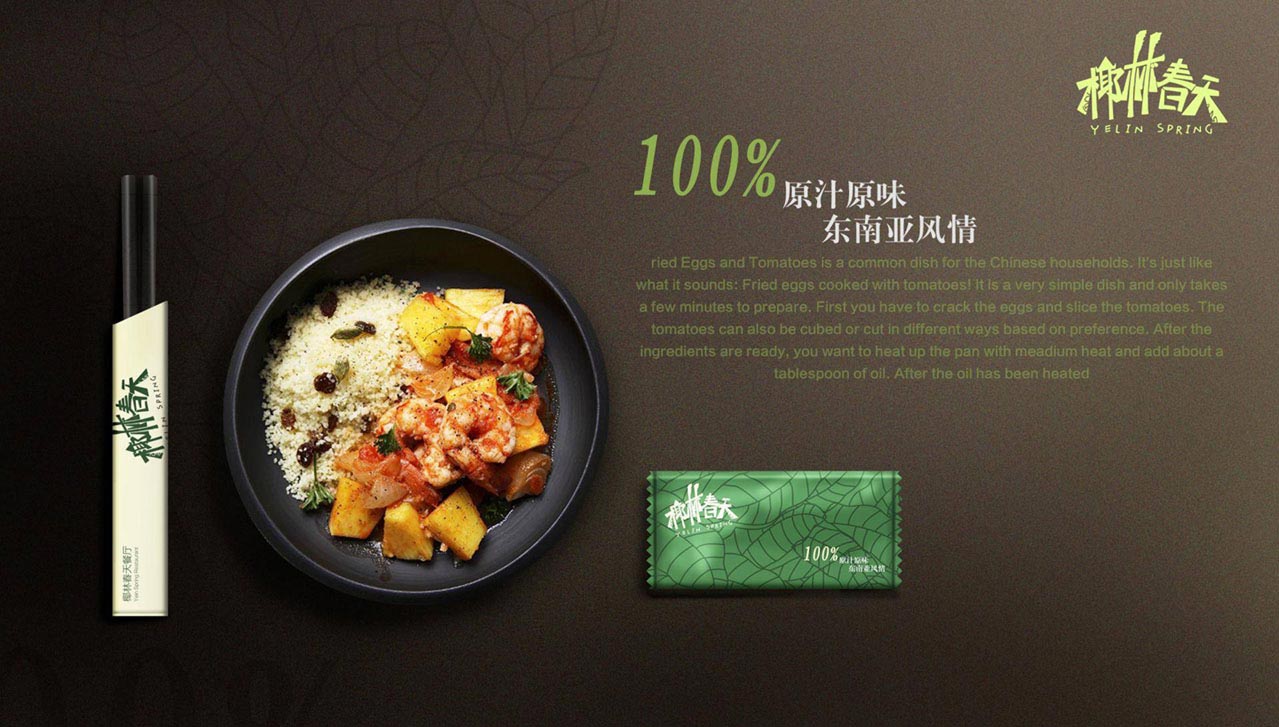 椰林春天
YELIN SPRING
100%
原汁原味
东南亚风情
ried Eggs and Tomatoes is a common dish for the Chinese households. It's just like
what it sounds: Fried eggs cooked with tomatoes! It is a very simple dish and only takes
a few minutes to prepare. First you have to crack the eggs and slice the tomatoes. The
tomatoes can also be cubed or cut in different ways based on preference. After the
ingredients are ready, you want to heat up the pan with meadium heat and add about a
tablespoon of oil. After the oil has been heated
椰林春天
YELIN SPRING
椰林春天餐厅
Yelin Spring Restaurant
椰林春天
YELIN SPRING
100%原汁原味
东南亚风情